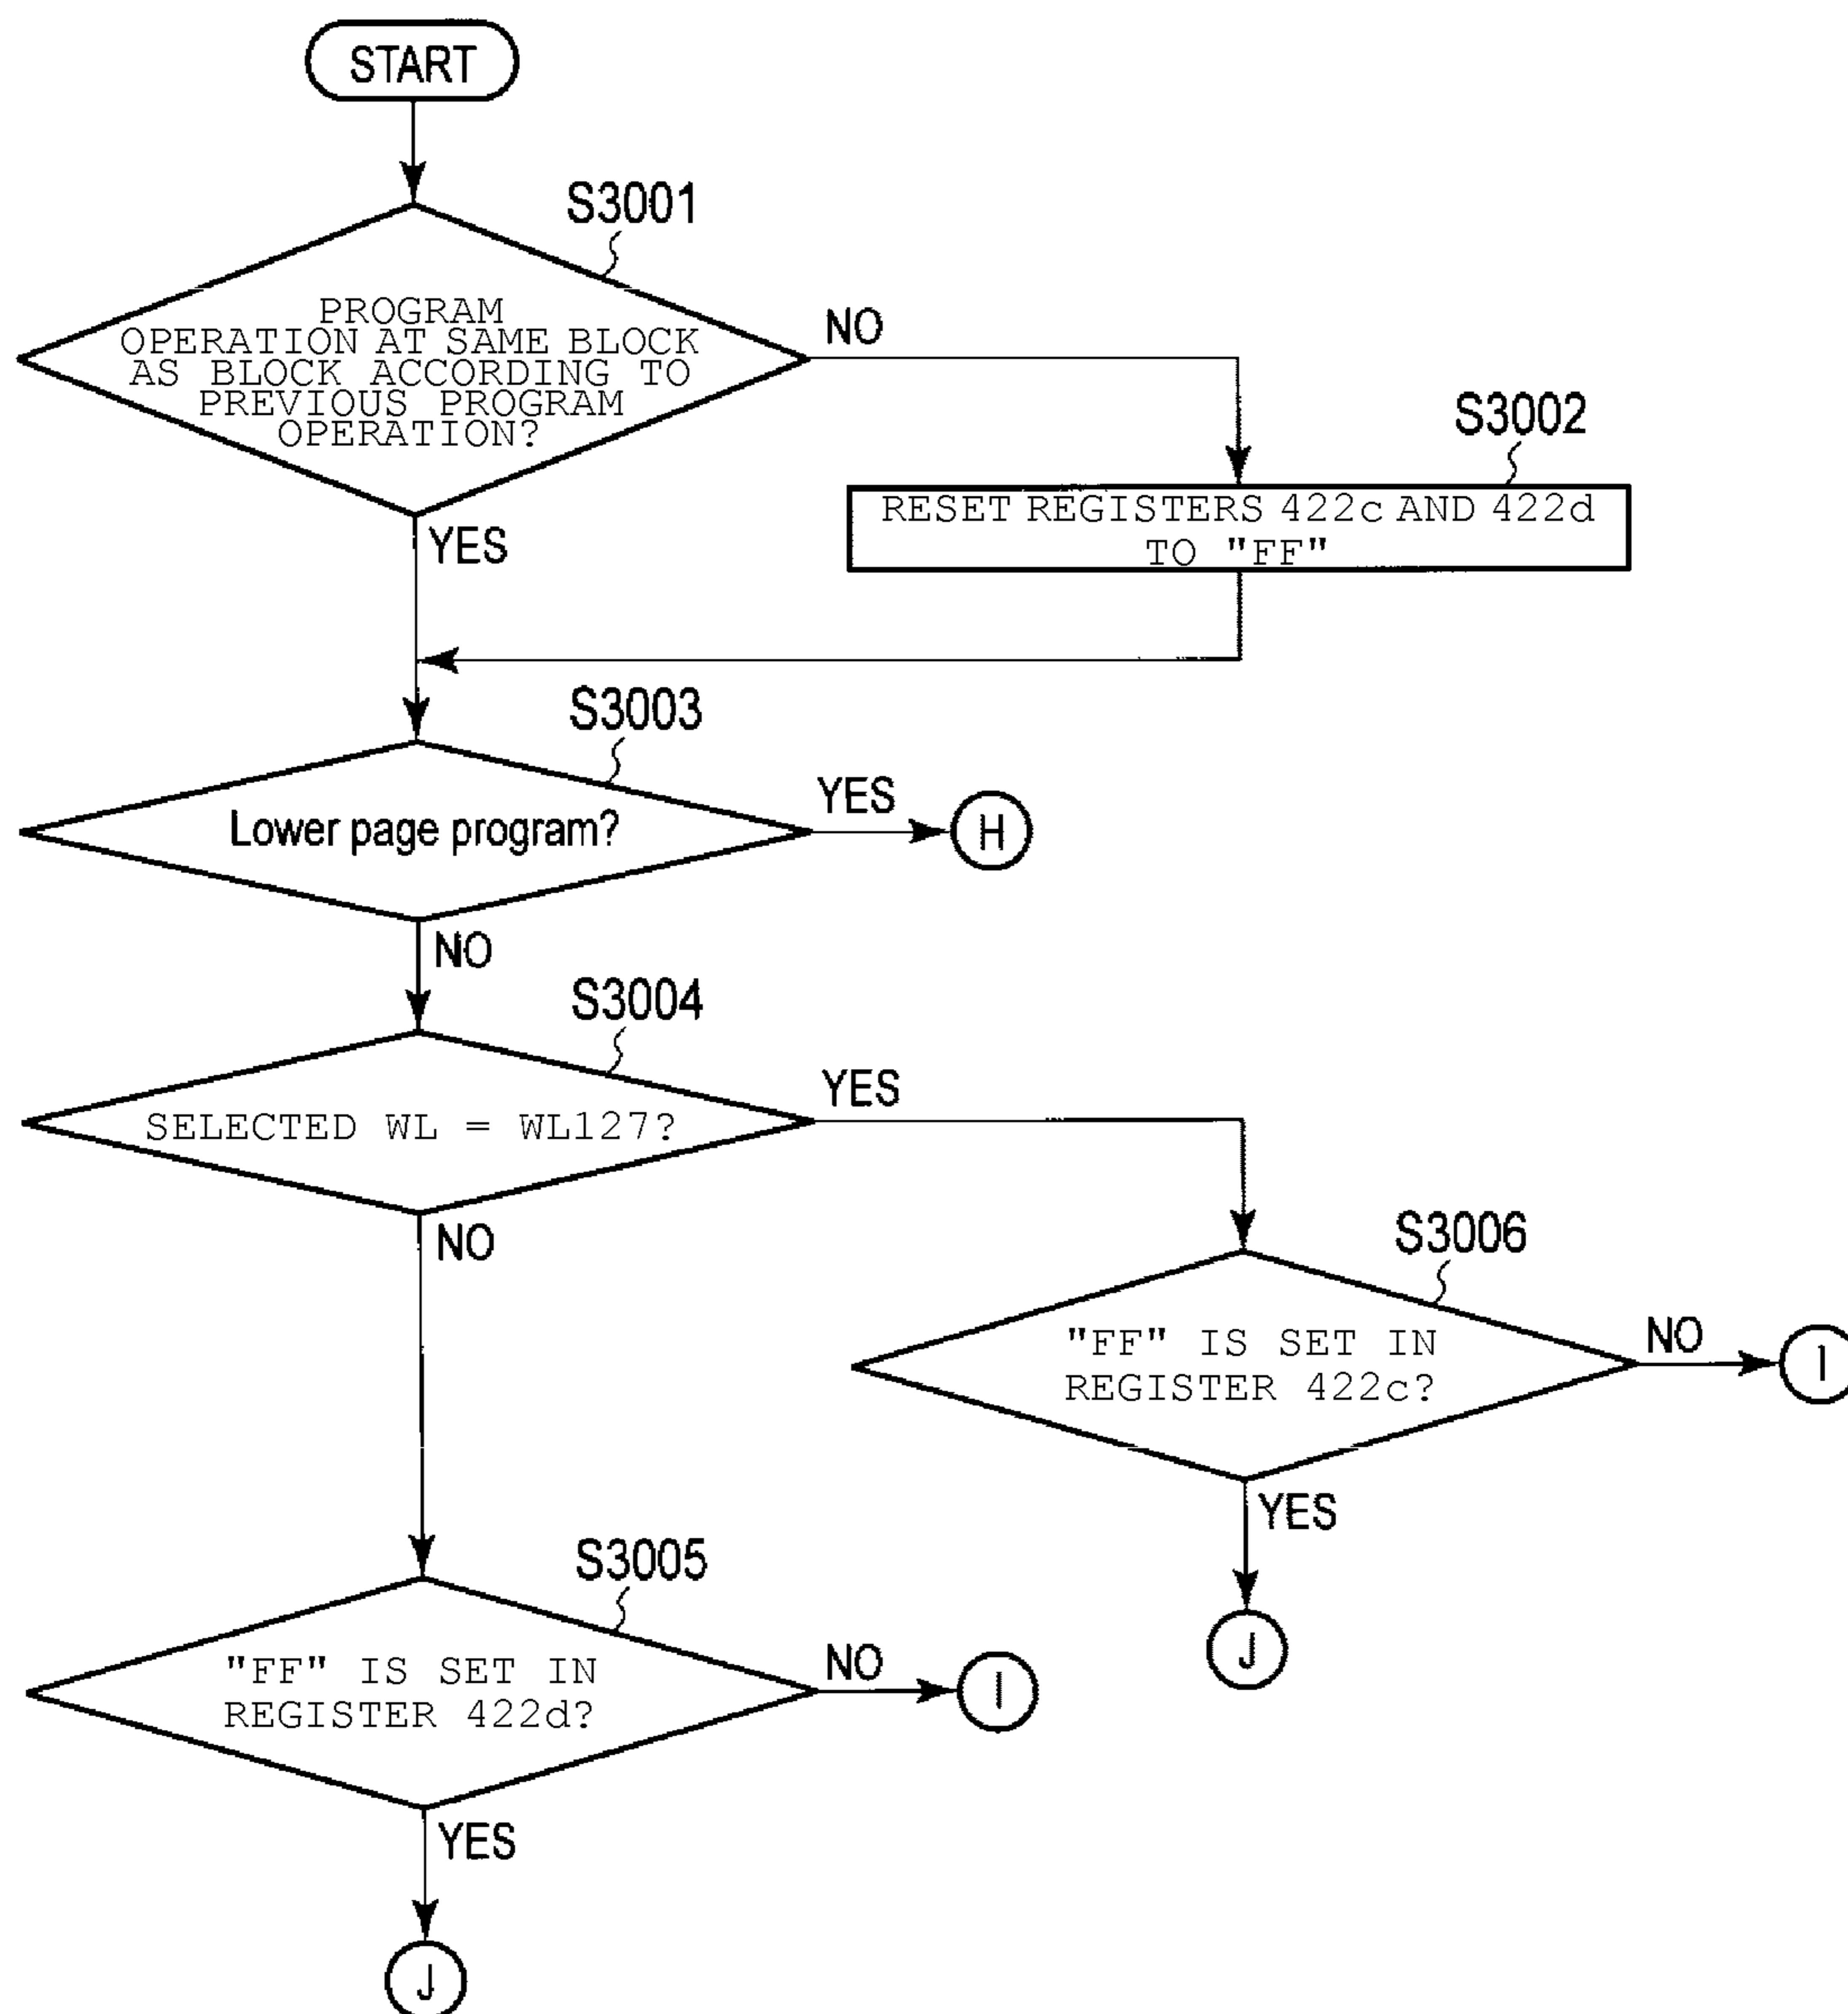 START
S3001
PROGRAM
OPERATION AT SAME BLOCK
AS BLOCK ACCORDING TO
PREVIOUS PROGRAM
OPERATION?
NO
S3002
RESET REGISTERS 422c AND 422d
TO "FF"
YES
S3003
Lower page program?
YES
H
NO
S3004
SELECTED WL = WL127?
YES
NO
S3006
"FF" IS SET IN
REGISTER 422c?
NO
I
YES
J
S3005
"FF" IS SET IN
REGISTER 422d?
NO
I
YES
J